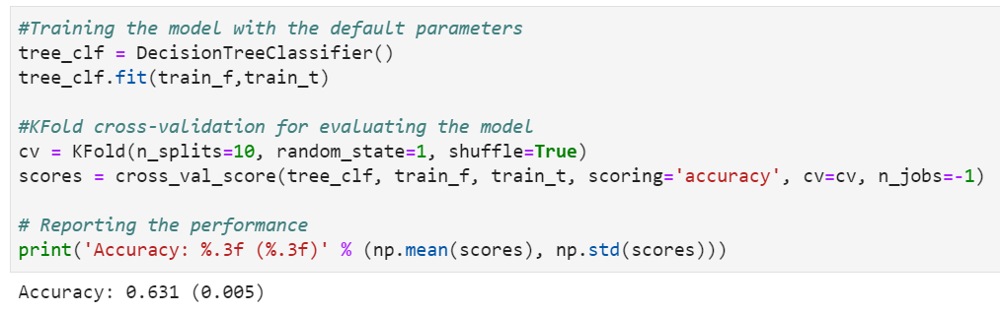 #Training the model with the default parameters
tree_clf = DecisionTreeClassifier()
tree_clf.fit(train_f,train_t)
#KFold cross-validation for evaluating the model
cv = KFold(n_splits=10, random_state=1, shuffle=True)
scores = cross_val_score(tree_clf, train_f, train_t, scoring='accuracy', cv=cv, n_jobs=-1)
# Reporting the performance
print('Accuracy: %.3f (%.3f)' % (np.mean(scores), np.std(scores)))
Accuracy: 0.631 (0.005)